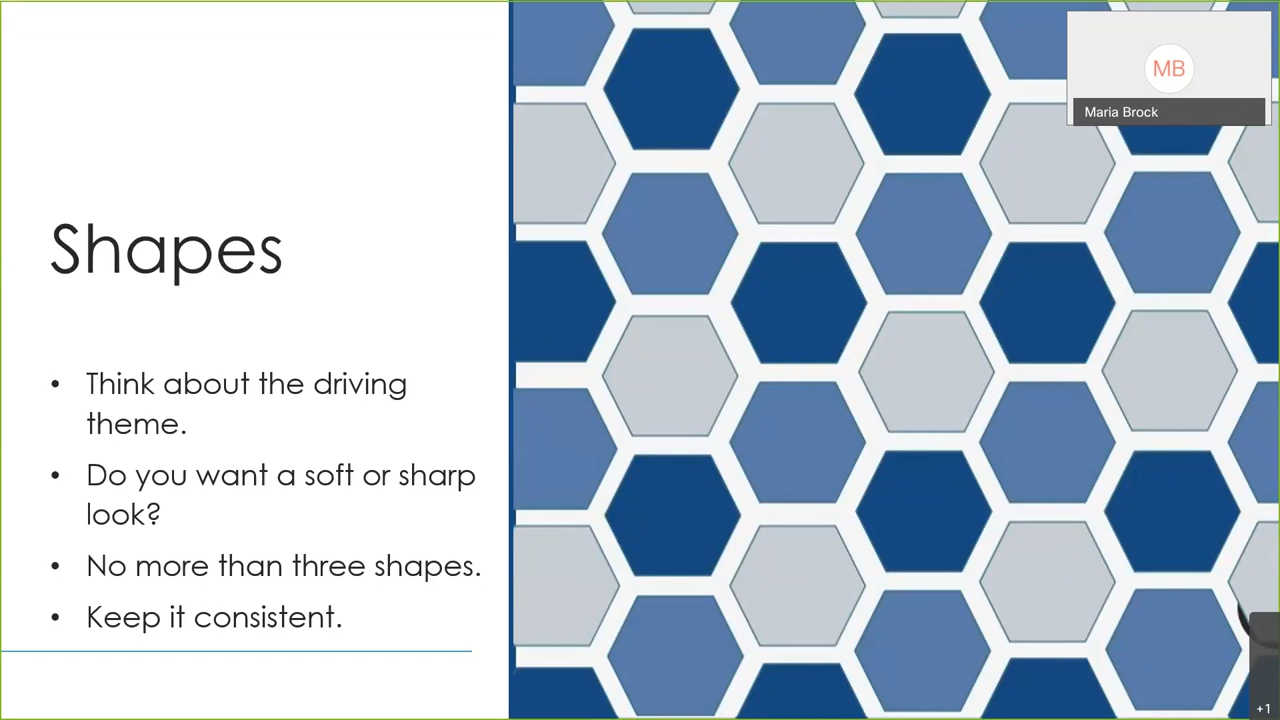 Shapes
• Think about the driving
theme.
• Do you want a soft or sharp
look?
• No more than three shapes.
• Keep it consistent.
MB
Maria Brock
+1